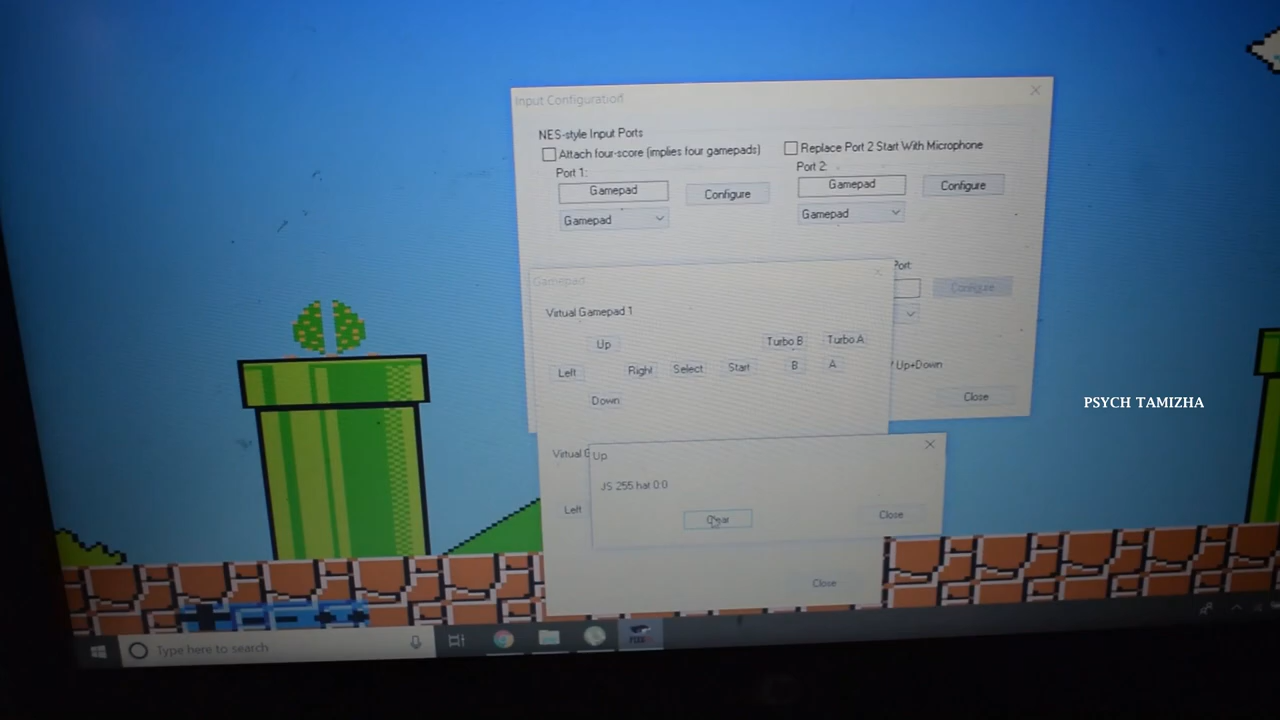 Input Configuration
NES-style Input Ports
Attach four-score (implies four gamepads)
Replace Port 2 Start With Microphone
Port 1:
Port 2:
Gamepad
Configure
Gamepad
Configure
Gamepad
Gamepad
Port:
Configure
Gamepad
Virtual Gamepad 1
Up
Turbo B
Turbo A
Left
Right
Select
Start
B
A
Up+Down
Down
Close
PSYCH TAMIZHA
Up
JS 255 hat 0:0
Left
Close
Close
Type here to search